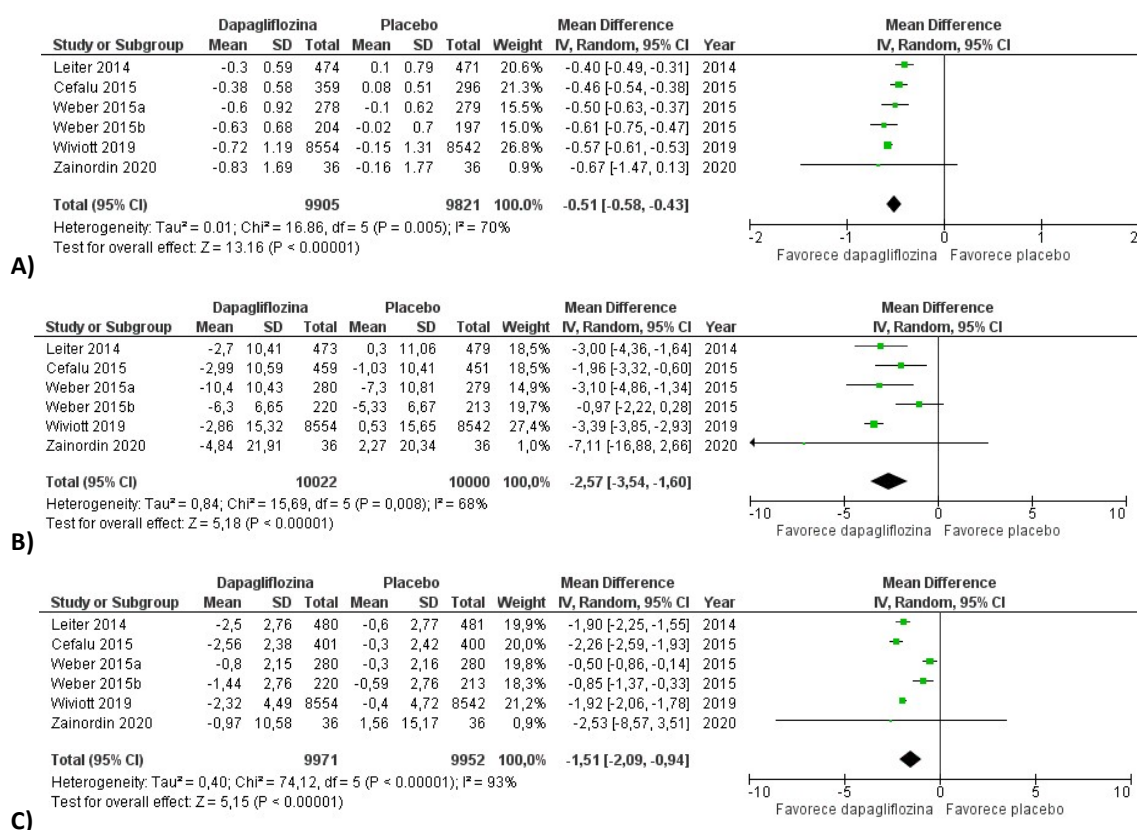 Dapagliflozina Placebo Mean Difference Mean Difference
Study or Subgroup Mean SD Total Mean SD Total Weight IV, Random, 95% CI Year IV, Random, 95% CI
Leiter 2014 -0.3 0.59 474 0.1 0.79 471 20.6% -0.40 [-0.49, -0.31] 2014
Cefalu 2015 -0.38 0.58 359 0.08 0.51 296 21.3% -0.46 [-0.54, -0.38] 2015
Weber 2015a -0.6 0.92 278 -0.1 0.62 279 15.5% -0.50 [-0.63, -0.37] 2015
Weber 2015b -0.63 0.68 204 -0.02 0.7 197 15.0% -0.61 [-0.75, -0.47] 2015
Wiviott 2019 -0.72 1.19 8554 -0.15 1.31 8542 26.8% -0.57 [-0.61, -0.53] 2019
Zainordin 2020 -0.83 1.69 36 -0.16 1.77 36 0.9% -0.67 [-1.47, 0.13] 2020
Total (95% CI) 9905 9821 100.0% -0.51 [-0.58, -0.43]
Heterogeneity: Tau² = 0.01; Chi² = 16.86, df = 5 (P = 0.005); I² = 70%
Test for overall effect: Z = 13.16 (P < 0.00001)
-2 -1 0 1 2
Favorece dapagliflozina Favorece placebo
A)
Dapagliflozina Placebo Mean Difference Mean Difference
Study or Subgroup Mean SD Total Mean SD Total Weight IV, Random, 95% CI Year IV, Random, 95% CI
Leiter 2014 -2,7 10,41 473 0,3 11,06 479 18,5% -3,00 [-4,36, -1,64] 2014
Cefalu 2015 -2,99 10,59 459 -1,03 10,41 451 18,5% -1,96 [-3,32, -0,60] 2015
Weber 2015a -10,4 10,43 280 -7,3 10,81 279 14,9% -3,10 [-4,86, -1,34] 2015
Weber 2015b -6,3 6,65 220 -5,33 6,67 213 19,7% -0,97 [-2,22, 0,28] 2015
Wiviott 2019 -2,86 15,32 8554 0,53 15,65 8542 27,4% -3,39 [-3,85, -2,93] 2019
Zainordin 2020 -4,84 21,91 36 2,27 20,34 36 1,0% -7,11 [-16,88, 2,66] 2020
Total (95% CI) 10022 10000 100,0% -2,57 [-3,54, -1,60]
Heterogeneity: Tau² = 0,84; Chi² = 15,69, df = 5 (P = 0,008); I² = 68%
Test for overall effect: Z = 5,18 (P < 0.00001)
-10 -5 0 5 10
Favorece dapagliflozina Favorece placebo
B)
Dapagliflozina Placebo Mean Difference Mean Difference
Study or Subgroup Mean SD Total Mean SD Total Weight IV, Random, 95% CI Year IV, Random, 95% CI
Leiter 2014 -2,5 2,76 480 -0,6 2,77 481 19,9% -1,90 [-2,25, -1,55] 2014
Cefalu 2015 -2,56 2,38 401 -0,3 2,42 400 20,0% -2,26 [-2,59, -1,93] 2015
Weber 2015a -0,8 2,15 280 -0,3 2,16 280 19,8% -0,50 [-0,86, -0,14] 2015
Weber 2015b -1,44 2,76 220 -0,59 2,76 213 18,3% -0,85 [-1,37, -0,33] 2015
Wiviott 2019 -2,32 4,49 8554 -0,4 4,72 8542 21,2% -1,92 [-2,06, -1,78] 2019
Zainordin 2020 -0,97 10,58 36 1,56 15,17 36 0,9% -2,53 [-8,57, 3,51] 2020
Total (95% CI) 9971 9952 100,0% -1,51 [-2,09, -0,94]
Heterogeneity: Tau² = 0,40; Chi² = 74,12, df = 5 (P < 0.00001); I² = 93%
Test for overall effect: Z = 5,15 (P < 0.00001)
-10 -5 0 5 10
Favorece dapagliflozina Favorece placebo
C)